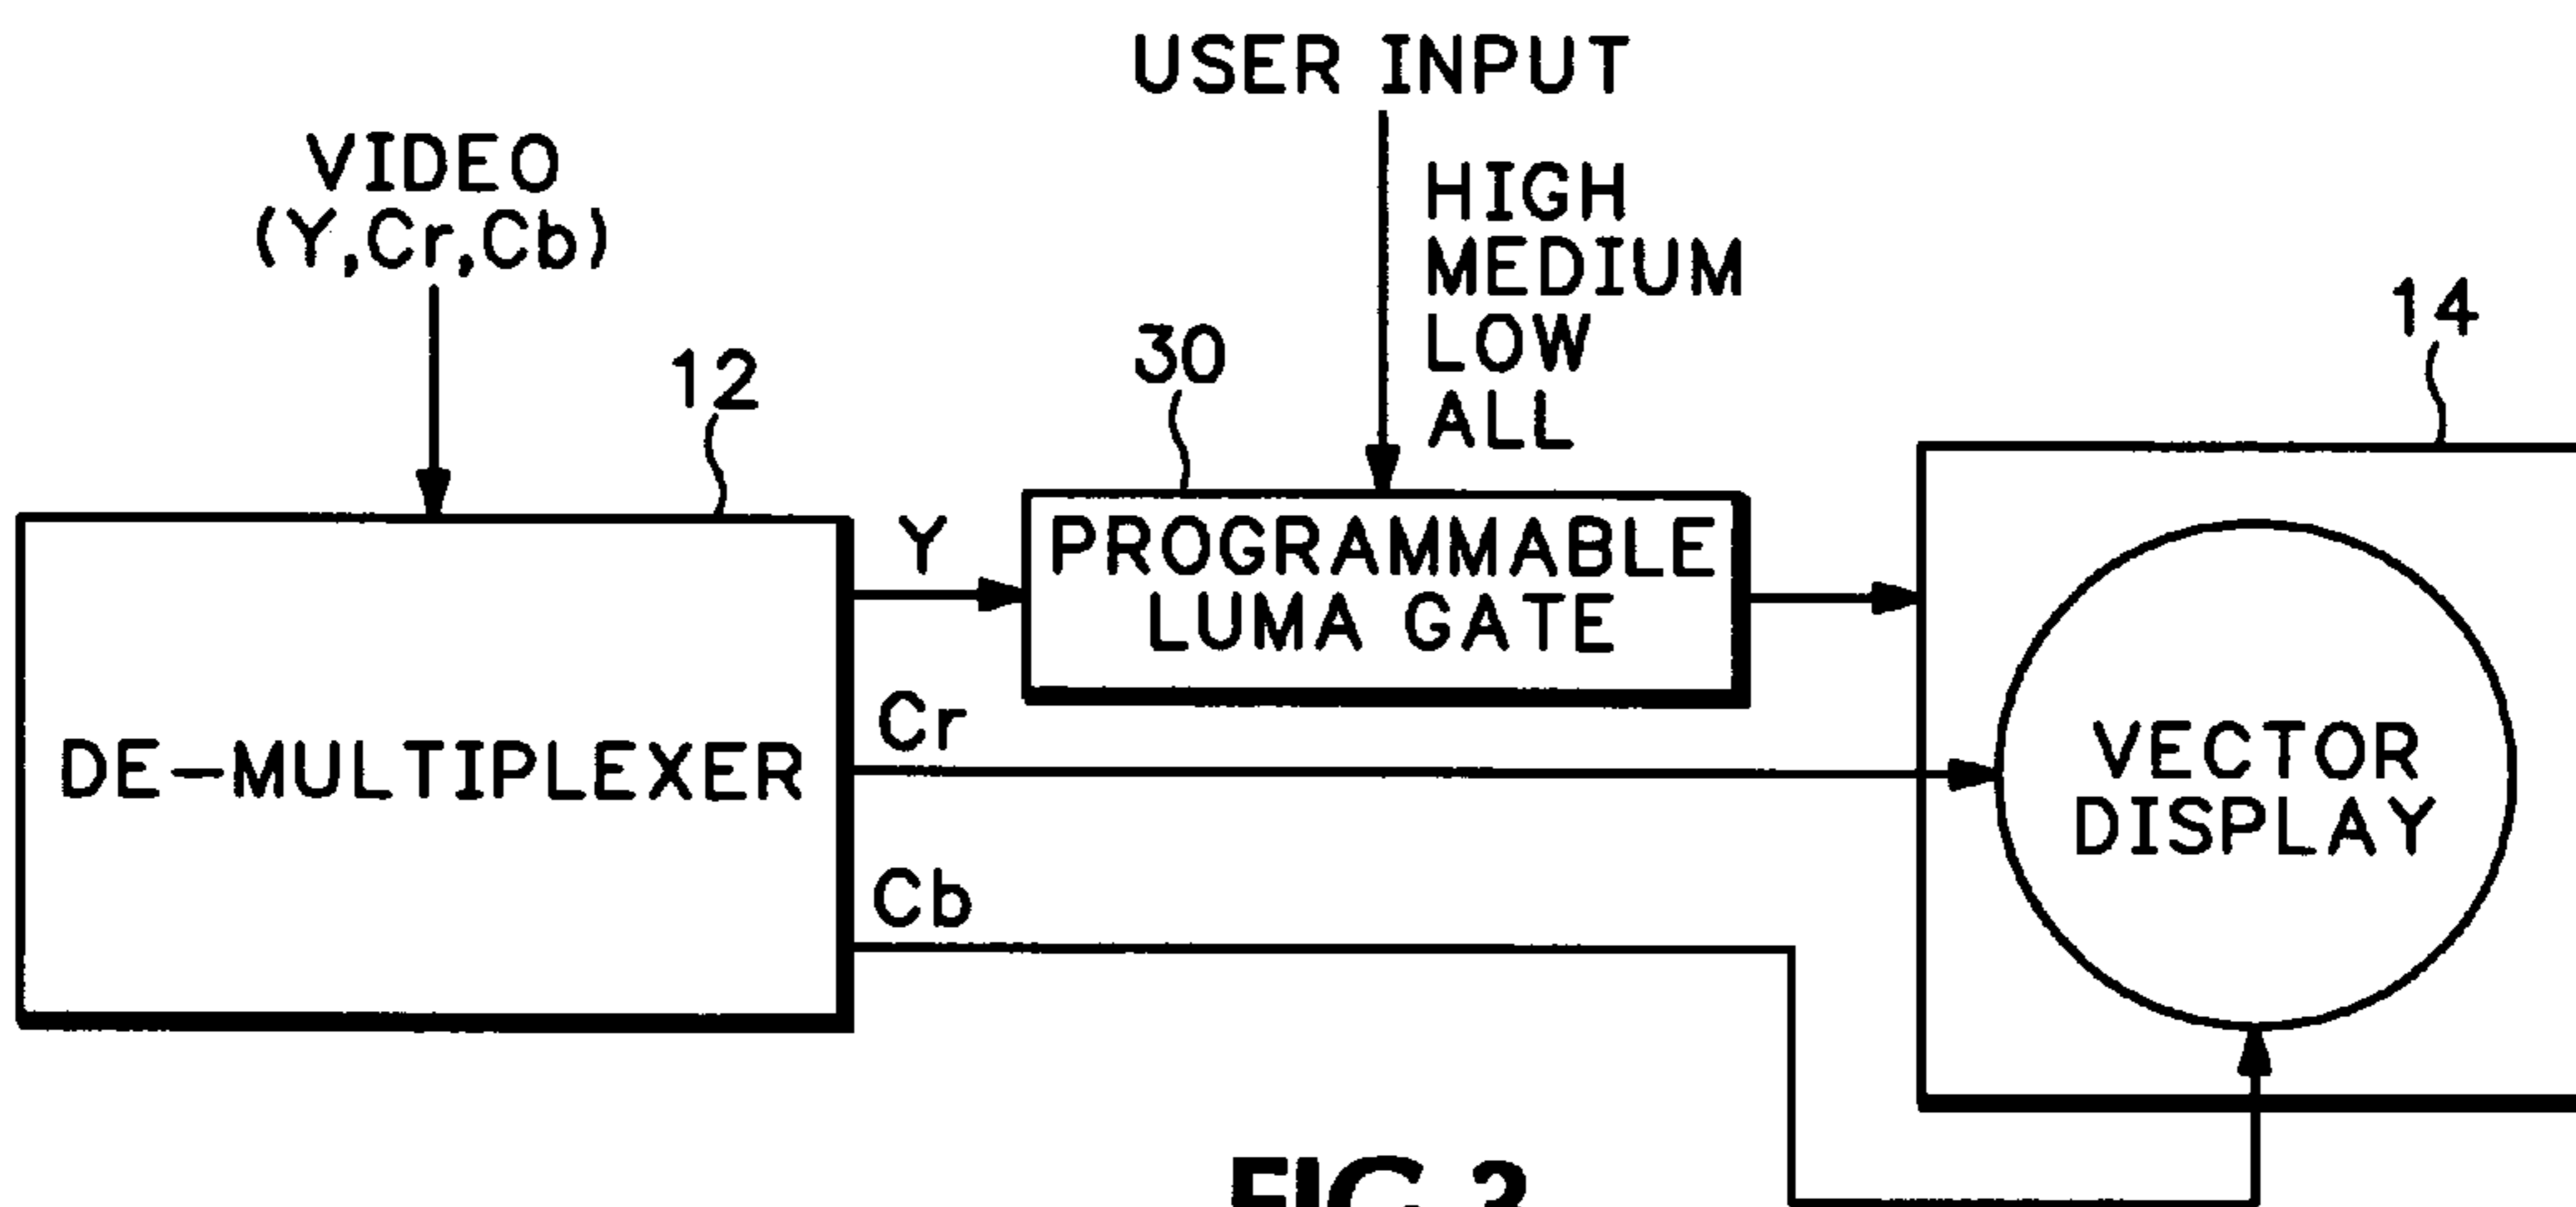 USER INPUT
VIDEO
(Y,Cr,Cb)
HIGH
MEDIUM
LOW
ALL
12
30
14
Y
PROGRAMMABLE
LUMA GATE
Cr
DE-MULTIPLEXER
VECTOR
DISPLAY
Cb